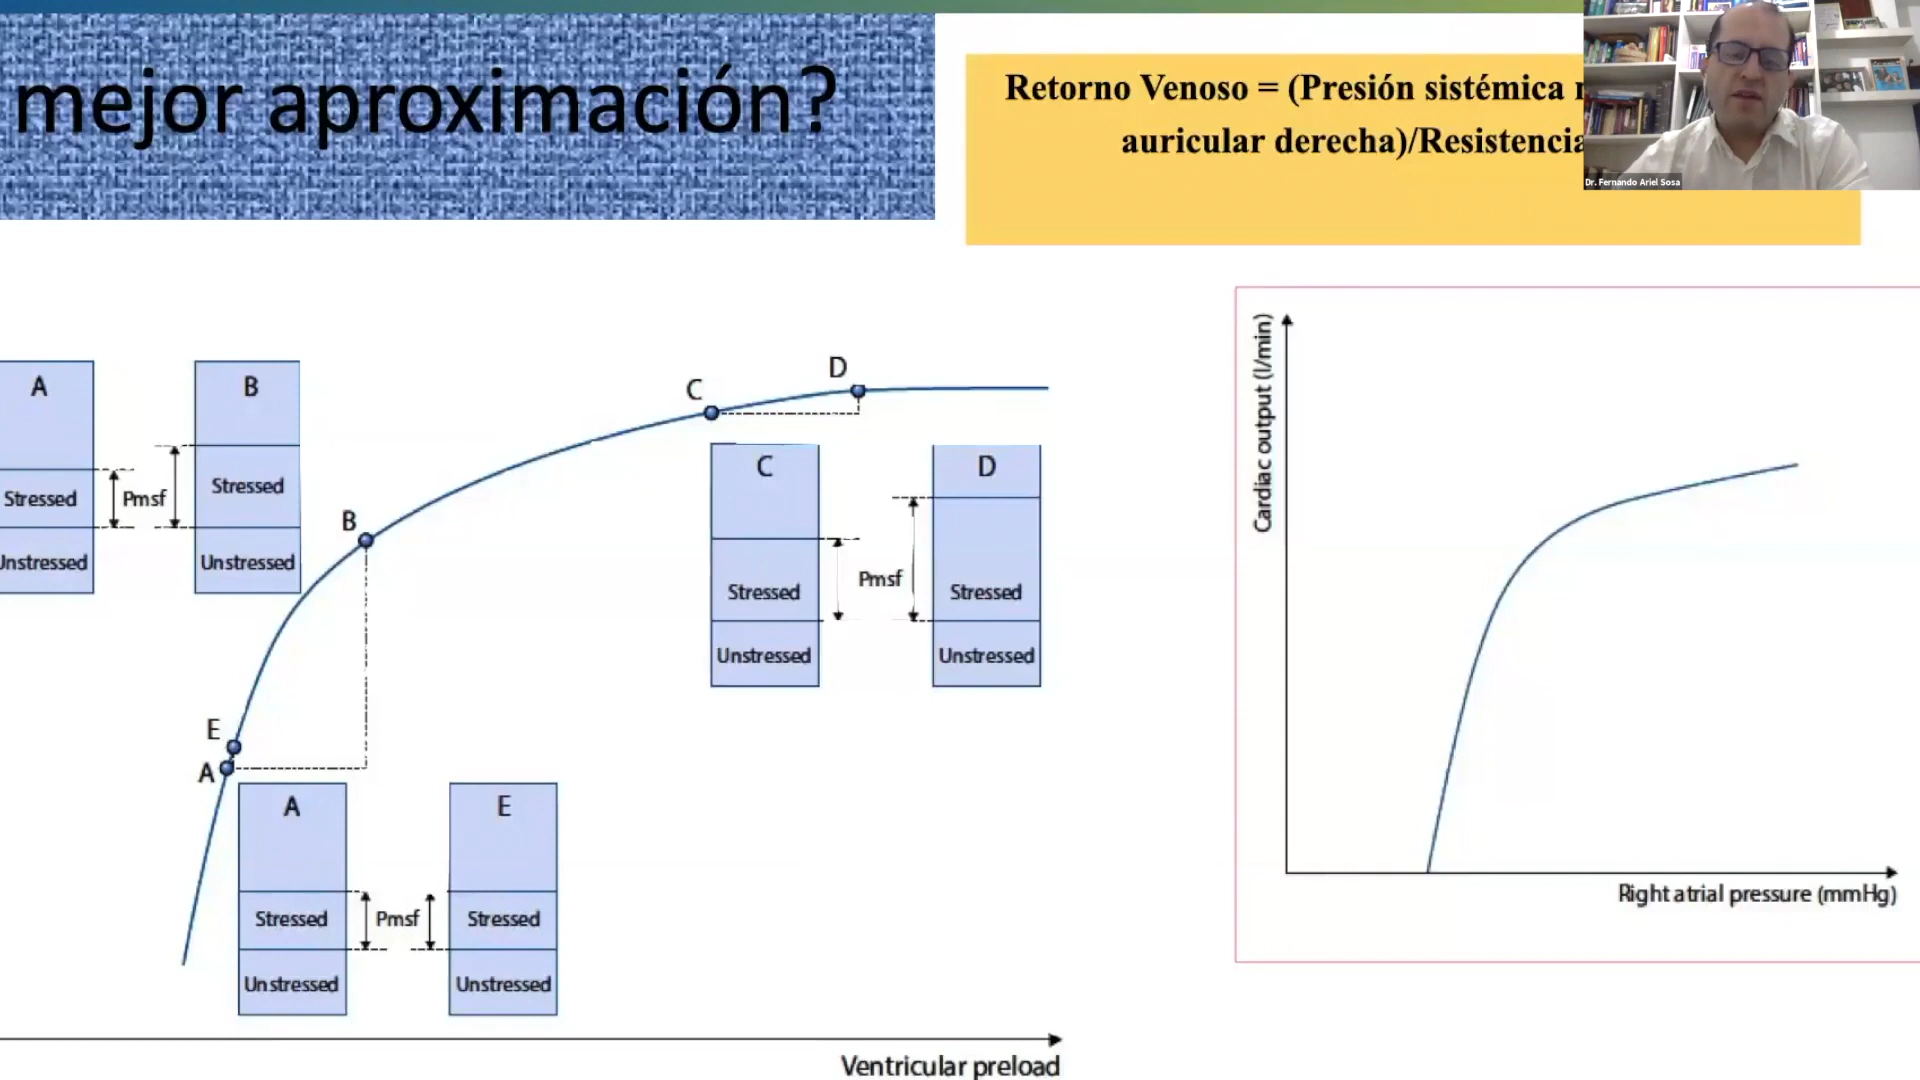 mejor aproximación?
Retorno Venoso = (Presión sistémica
auricular derecha)/Resistencia
Dr. Fernando Ariel Sosa
A
B
Stressed
Pmsf
Stressed
Unstressed
Unstressed
C
D
B
E
A
C
D
Pmsf
Stressed
Stressed
Unstressed
Unstressed
A
E
Stressed
Pmsf
Stressed
Unstressed
Unstressed
Ventricular preload
Cardiac output (l/min)
Right atrial pressure (mmHg)